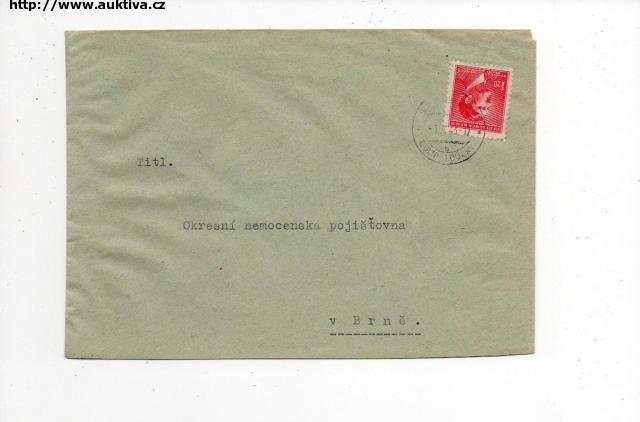 http://www.auktiva.cz
Titl.
Okresní nemocenská pojišťovna
v Brně.